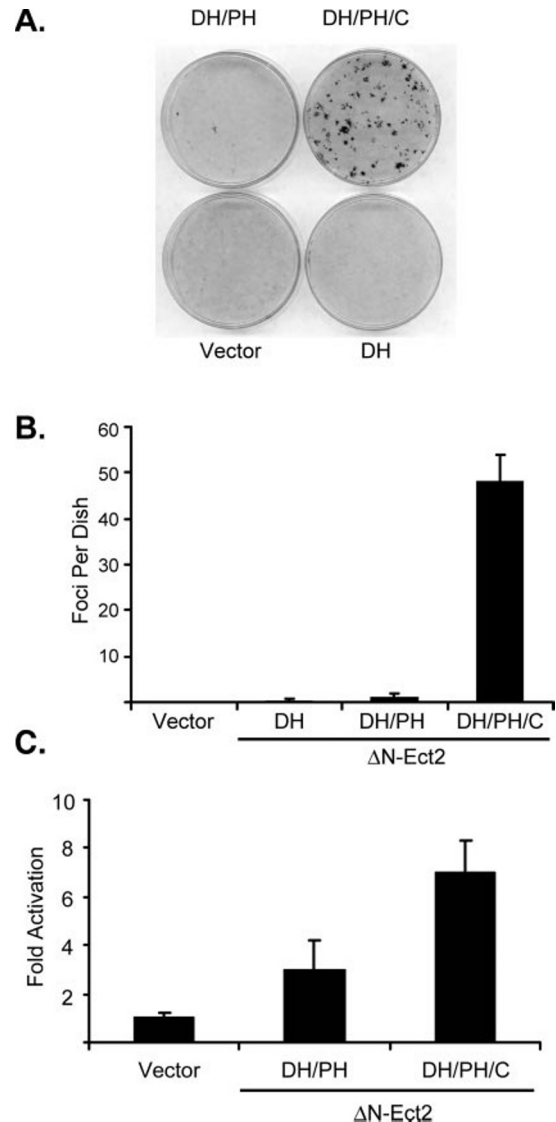 A.
DH/PH DH/PH/C
Vector DH
B.
60
50
40
30
20
10
Foci Per Dish
Vector DH DH/PH DH/PH/C
ΔN-Ect2
C.
10
8
6
4
2
Fold Activation
Vector DH/PH DH/PH/C
ΔN-Ect2